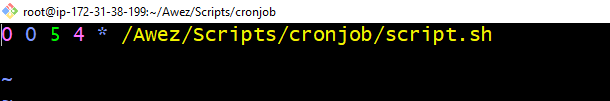 root@ip-172-31-38-199:~/Awez/Scripts/cronjob
0 0 5 4 * /Awez/Scripts/cronjob/script.sh
~
~